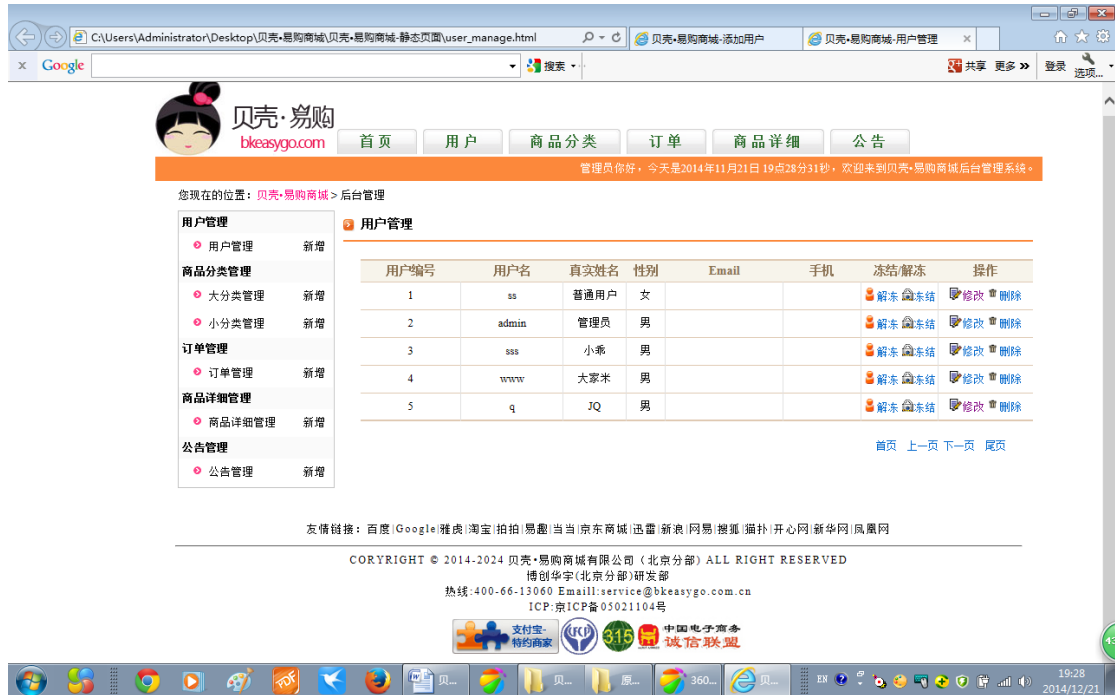 C:\Users\Administrator\Desktop\贝壳•易购商城\贝壳•易购商城-静态页面\user_manage.html
贝壳•易购商城-添加用户
贝壳•易购商城-用户管理
x Google
搜索
共享 更多 »
登录
选项...
贝壳·易购
bkeasygo.com
首页 用户 商品分类 订单 商品详细 公告
管理员你好，今天是2014年11月21日 19点28分31秒，欢迎来到贝壳•易购商城后台管理系统。
您现在的位置：贝壳•易购商城 > 后台管理
用户管理
用户管理 新增
商品分类管理
大分类管理 新增
小分类管理 新增
订单管理
订单管理 新增
商品详细管理
商品详细管理 新增
公告管理
公告管理 新增
用户管理
用户编号 用户名 真实姓名 性别 Email 手机 冻结/解冻 操作
1 ss 普通用户 女 解冻 冻结 修改 删除
2 admin 管理员 男 解冻 冻结 修改 删除
3 sss 小乖 男 解冻 冻结 修改 删除
4 www 大家米 男 解冻 冻结 修改 删除
5 q JQ 男 解冻 冻结 修改 删除
首页 上一页 下一页 尾页
友情链接：百度|Google|雅虎|淘宝|拍拍|易趣|当当|京东商城|迅雷|新浪|网易|搜狐|猫扑|开心网|新华网|凤凰网
CORYRIGHT © 2014-2024 贝壳•易购商城有限公司（北京分部）ALL RIGHT RESERVED
博创华宇(北京分部)研发部
热线:400-66-13060 Emaill:service@bkeasygo.com.cn
ICP:京ICP备05021104号
支付宝-
特约商家
315
中国电子商务
诚信联盟
43
PDF
贝...
贝...
原...
360...
贝...
EN
19:28
2014/12/21